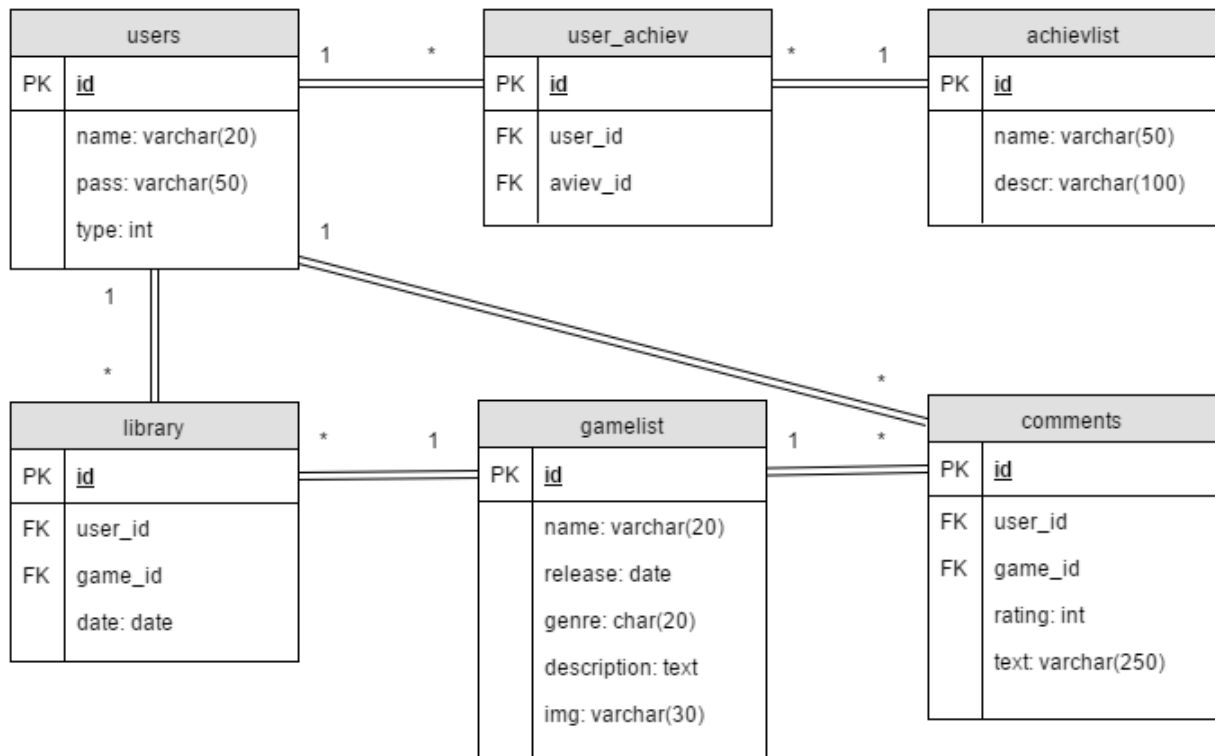 users
PK id
name: varchar(20)
pass: varchar(50)
type: int
1 *
user_achiev
PK id
FK user_id
FK aviev_id
* 1
achievlist
PK id
name: varchar(50)
descr: varchar(100)
1
*
1
*
library
PK id
FK user_id
FK game_id
date: date
* 1
gamelist
PK id
name: varchar(20)
release: date
genre: char(20)
description: text
img: varchar(30)
1 *
comments
PK id
FK user_id
FK game_id
rating: int
text: varchar(250)